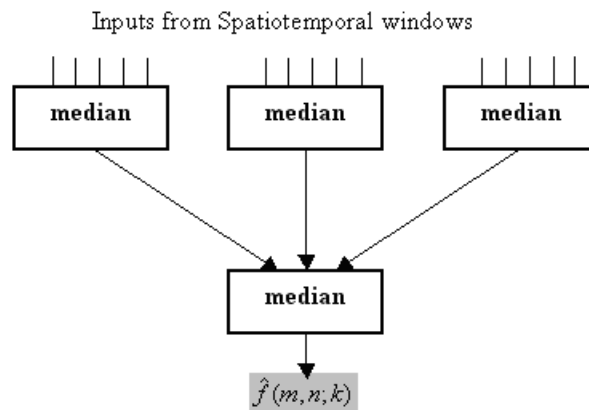 Inputs from Spatiotemporal windows
median
median
median
median
f̂(m,n;k)